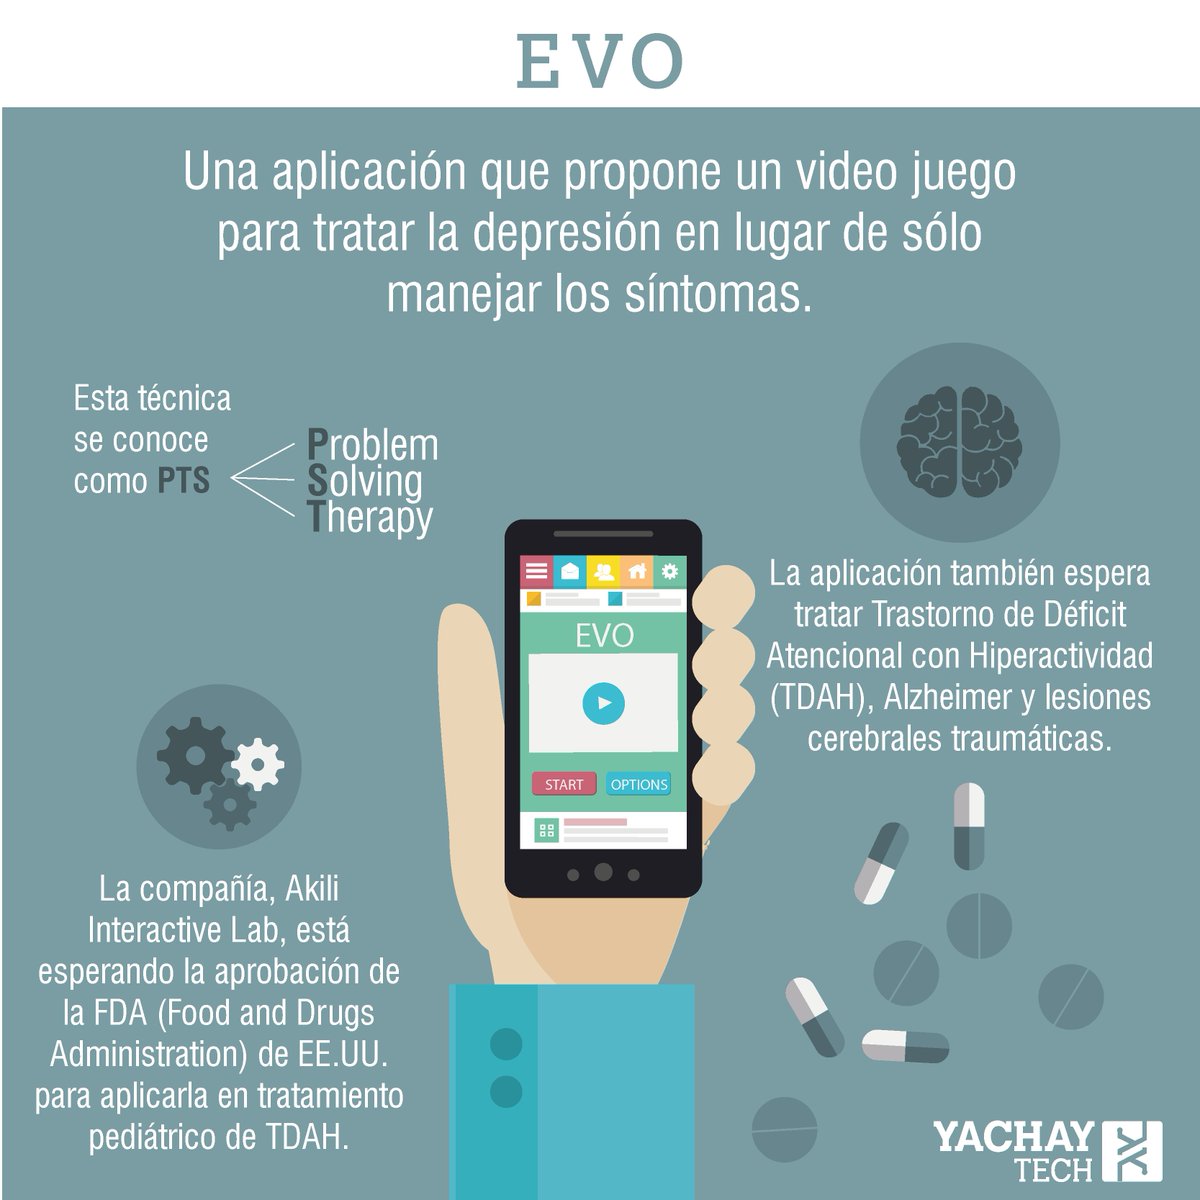 EVO
Una aplicación que propone un video juego
para tratar la depresión en lugar de sólo
manejar los síntomas.
Esta técnica
se conoce
como PTS
Problem
Solving
Therapy
EVO
START
OPTIONS
La aplicación también espera
tratar Trastorno de Déficit
Atencional con Hiperactividad
(TDAH), Alzheimer y lesiones
cerebrales traumáticas.
La compañía, Akili
Interactive Lab, está
esperando la aprobación de
la FDA (Food and Drugs
Administration) de EE.UU.
para aplicarla en tratamiento
pediátrico de TDAH.
YACHAY
TECH